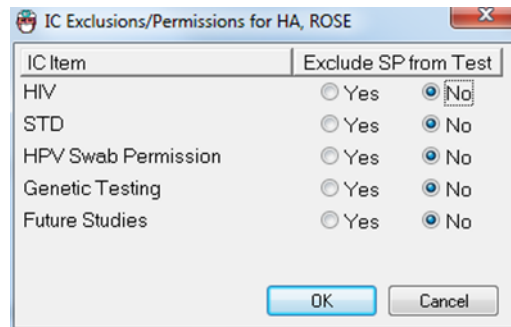 IC Exclusions/Permissions for HA, ROSE
IC Item Exclude SP from Test
HIV Yes No
STD Yes No
HPV Swab Permission Yes No
Genetic Testing Yes No
Future Studies Yes No
OK Cancel